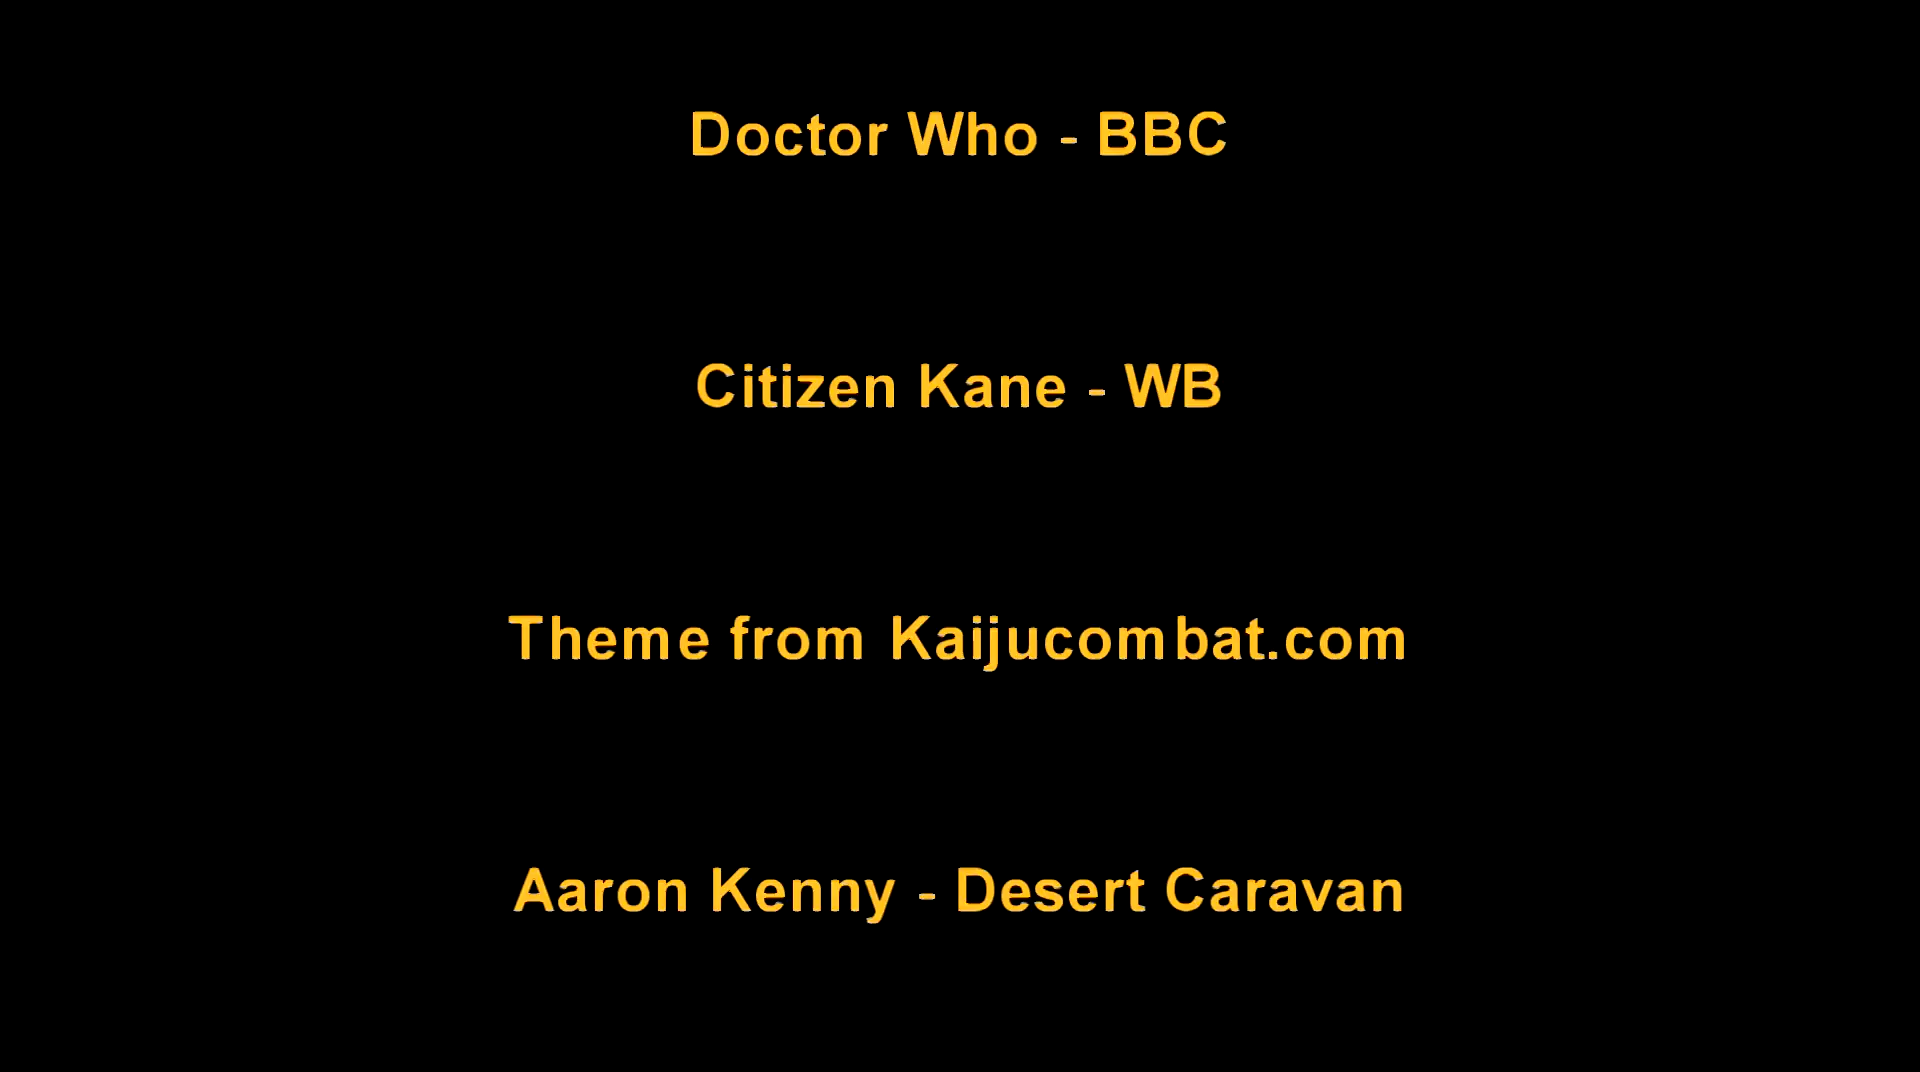 Doctor Who - BBC
Citizen Kane - WB
Theme from Kaijucombat.com
Aaron Kenny - Desert Caravan